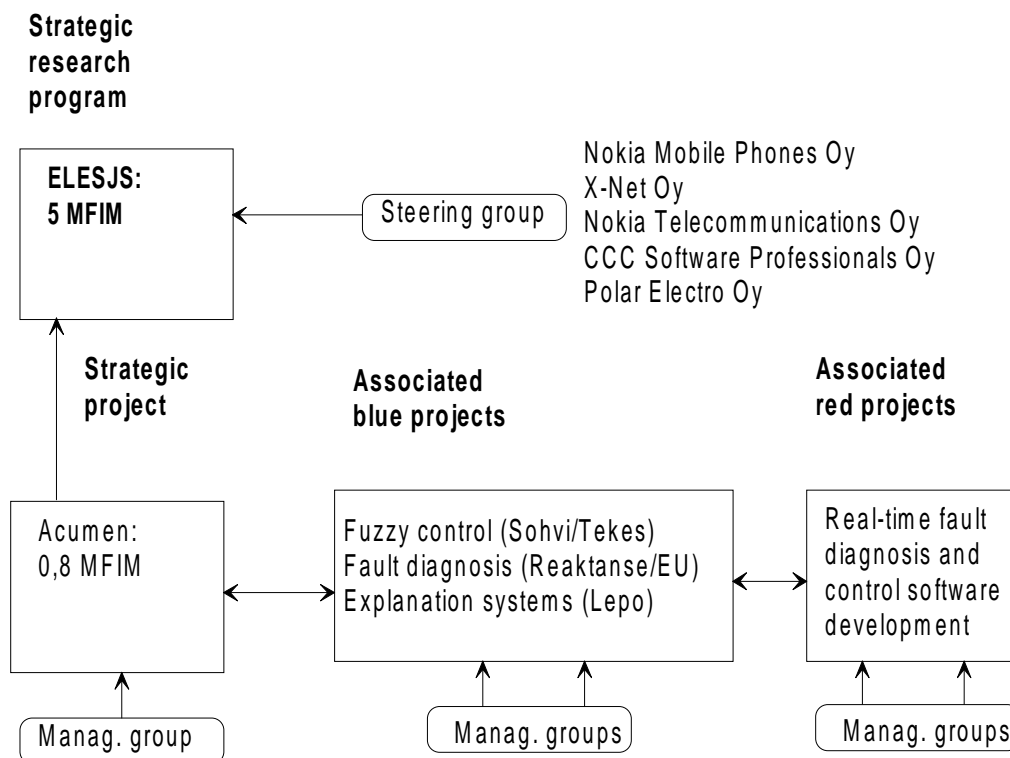 Strategic
research
program
ELESJS:
5 MFIM
Steering group
Nokia Mobile Phones Oy
X-Net Oy
Nokia Telecommunications Oy
CCC Software Professionals Oy
Polar Electro Oy
Strategic
project
Associated
blue projects
Associated
red projects
Acumen:
0,8 MFIM
Fuzzy control (Sohvi/Tekes)
Fault diagnosis (Reaktanse/EU)
Explanation systems (Lepo)
Real-time fault
diagnosis and
control software
development
Manag. group
Manag. groups
Manag. groups